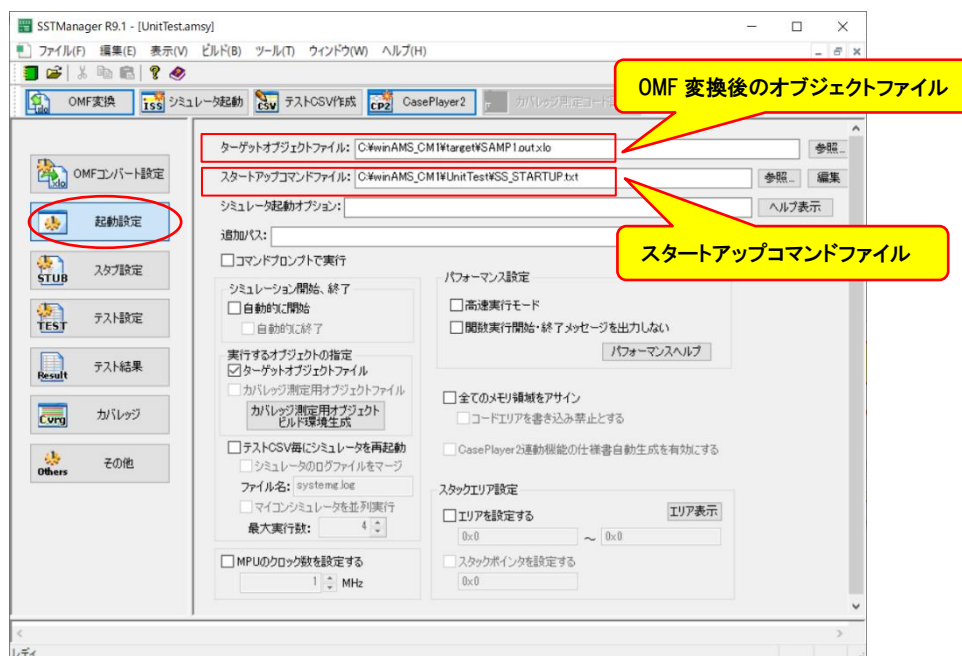 SSTManager R9.1 - [UnitTest.amsy]
ファイル(F) 編集(E) 表示(V) ビルド(B) ツール(T) ウィンドウ(W) ヘルプ(H)
OMF変換 ISS シミュレータ起動 CSV テストCSV作成 CP2 CasePlayer2
OMF 変換後のオブジェクトファイル
ターゲットオブジェクトファイル: C:¥winAMS_CM1¥target¥SAMP1.out.xlo 参照...
スタートアップコマンドファイル: C:¥winAMS_CM1¥UnitTest¥SS_STARTUP.txt 参照... 編集
シミュレータ起動オプション: ヘルプ表示
追加パス:
スタートアップコマンドファイル
xlo OMFコンバート設定
起動設定
STUB スタブ設定
TEST テスト設定
Result テスト結果
Cvrg カバレッジ
Others その他
コマンドプロンプトで実行
シミュレーション開始、終了
自動的に開始
自動的に終了
実行するオブジェクトの指定
ターゲットオブジェクトファイル
カバレッジ測定用オブジェクトファイル
カバレッジ測定用オブジェクト
ビルド環境生成
テストCSV毎にシミュレータを再起動
シミュレータのログファイルをマージ
ファイル名: systemg.log
マイコンシミュレータを並列実行
最大実行数: 4
MPUのクロック数を設定する
1 MHz
パフォーマンス設定
高速実行モード
関数実行開始・終了メッセージを出力しない
パフォーマンスヘルプ
全てのメモリ領域をアサイン
コードエリアを書き込み禁止とする
CasePlayer2連動機能の仕様書自動生成を有効にする
スタックエリア設定
エリアを設定する エリア表示
0x0 ～ 0x0
スタックポインタを設定する
0x0
レディ